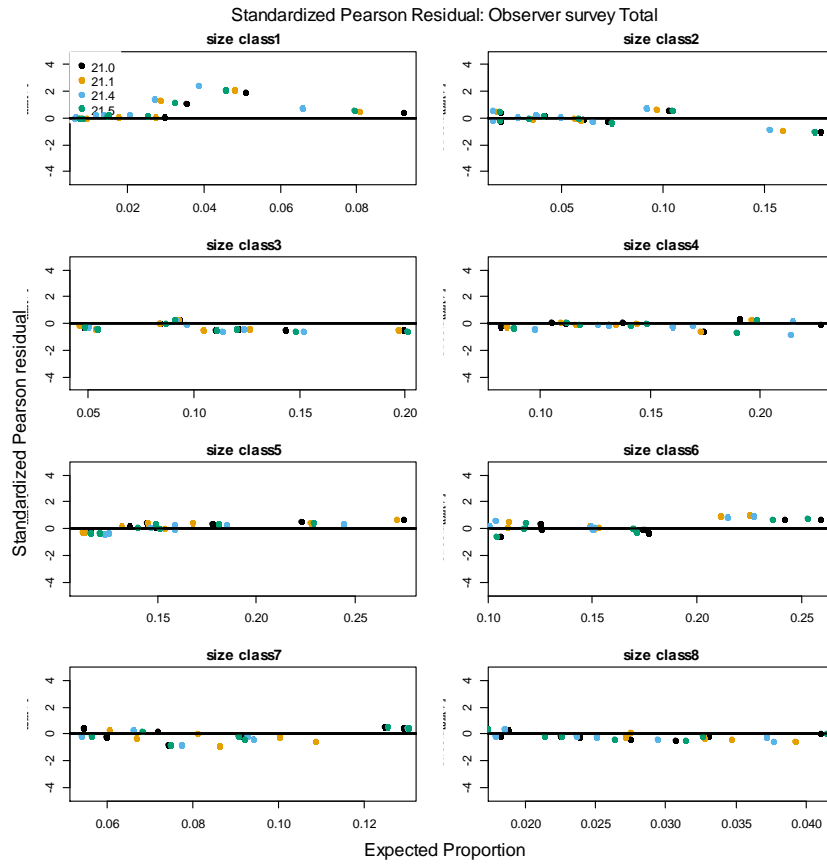 Standardized Pearson Residual: Observer survey Total
size class1
size class2
4
2
0
-2
-4
21.0
21.1
21.4
21.5
0.02 0.04 0.06 0.08
4
2
0
-2
-4
0.05 0.10 0.15
size class3
size class4
4
2
0
-2
-4
0.05 0.10 0.15 0.20
4
2
0
-2
-4
0.10 0.15 0.20
Standardized Pearson residual
size class5
size class6
4
2
0
-2
-4
0.15 0.20 0.25
4
2
0
-2
-4
0.10 0.15 0.20 0.25
size class7
size class8
4
2
0
-2
-4
0.06 0.08 0.10 0.12
4
2
0
-2
-4
0.020 0.025 0.030 0.035 0.040
Expected Proportion